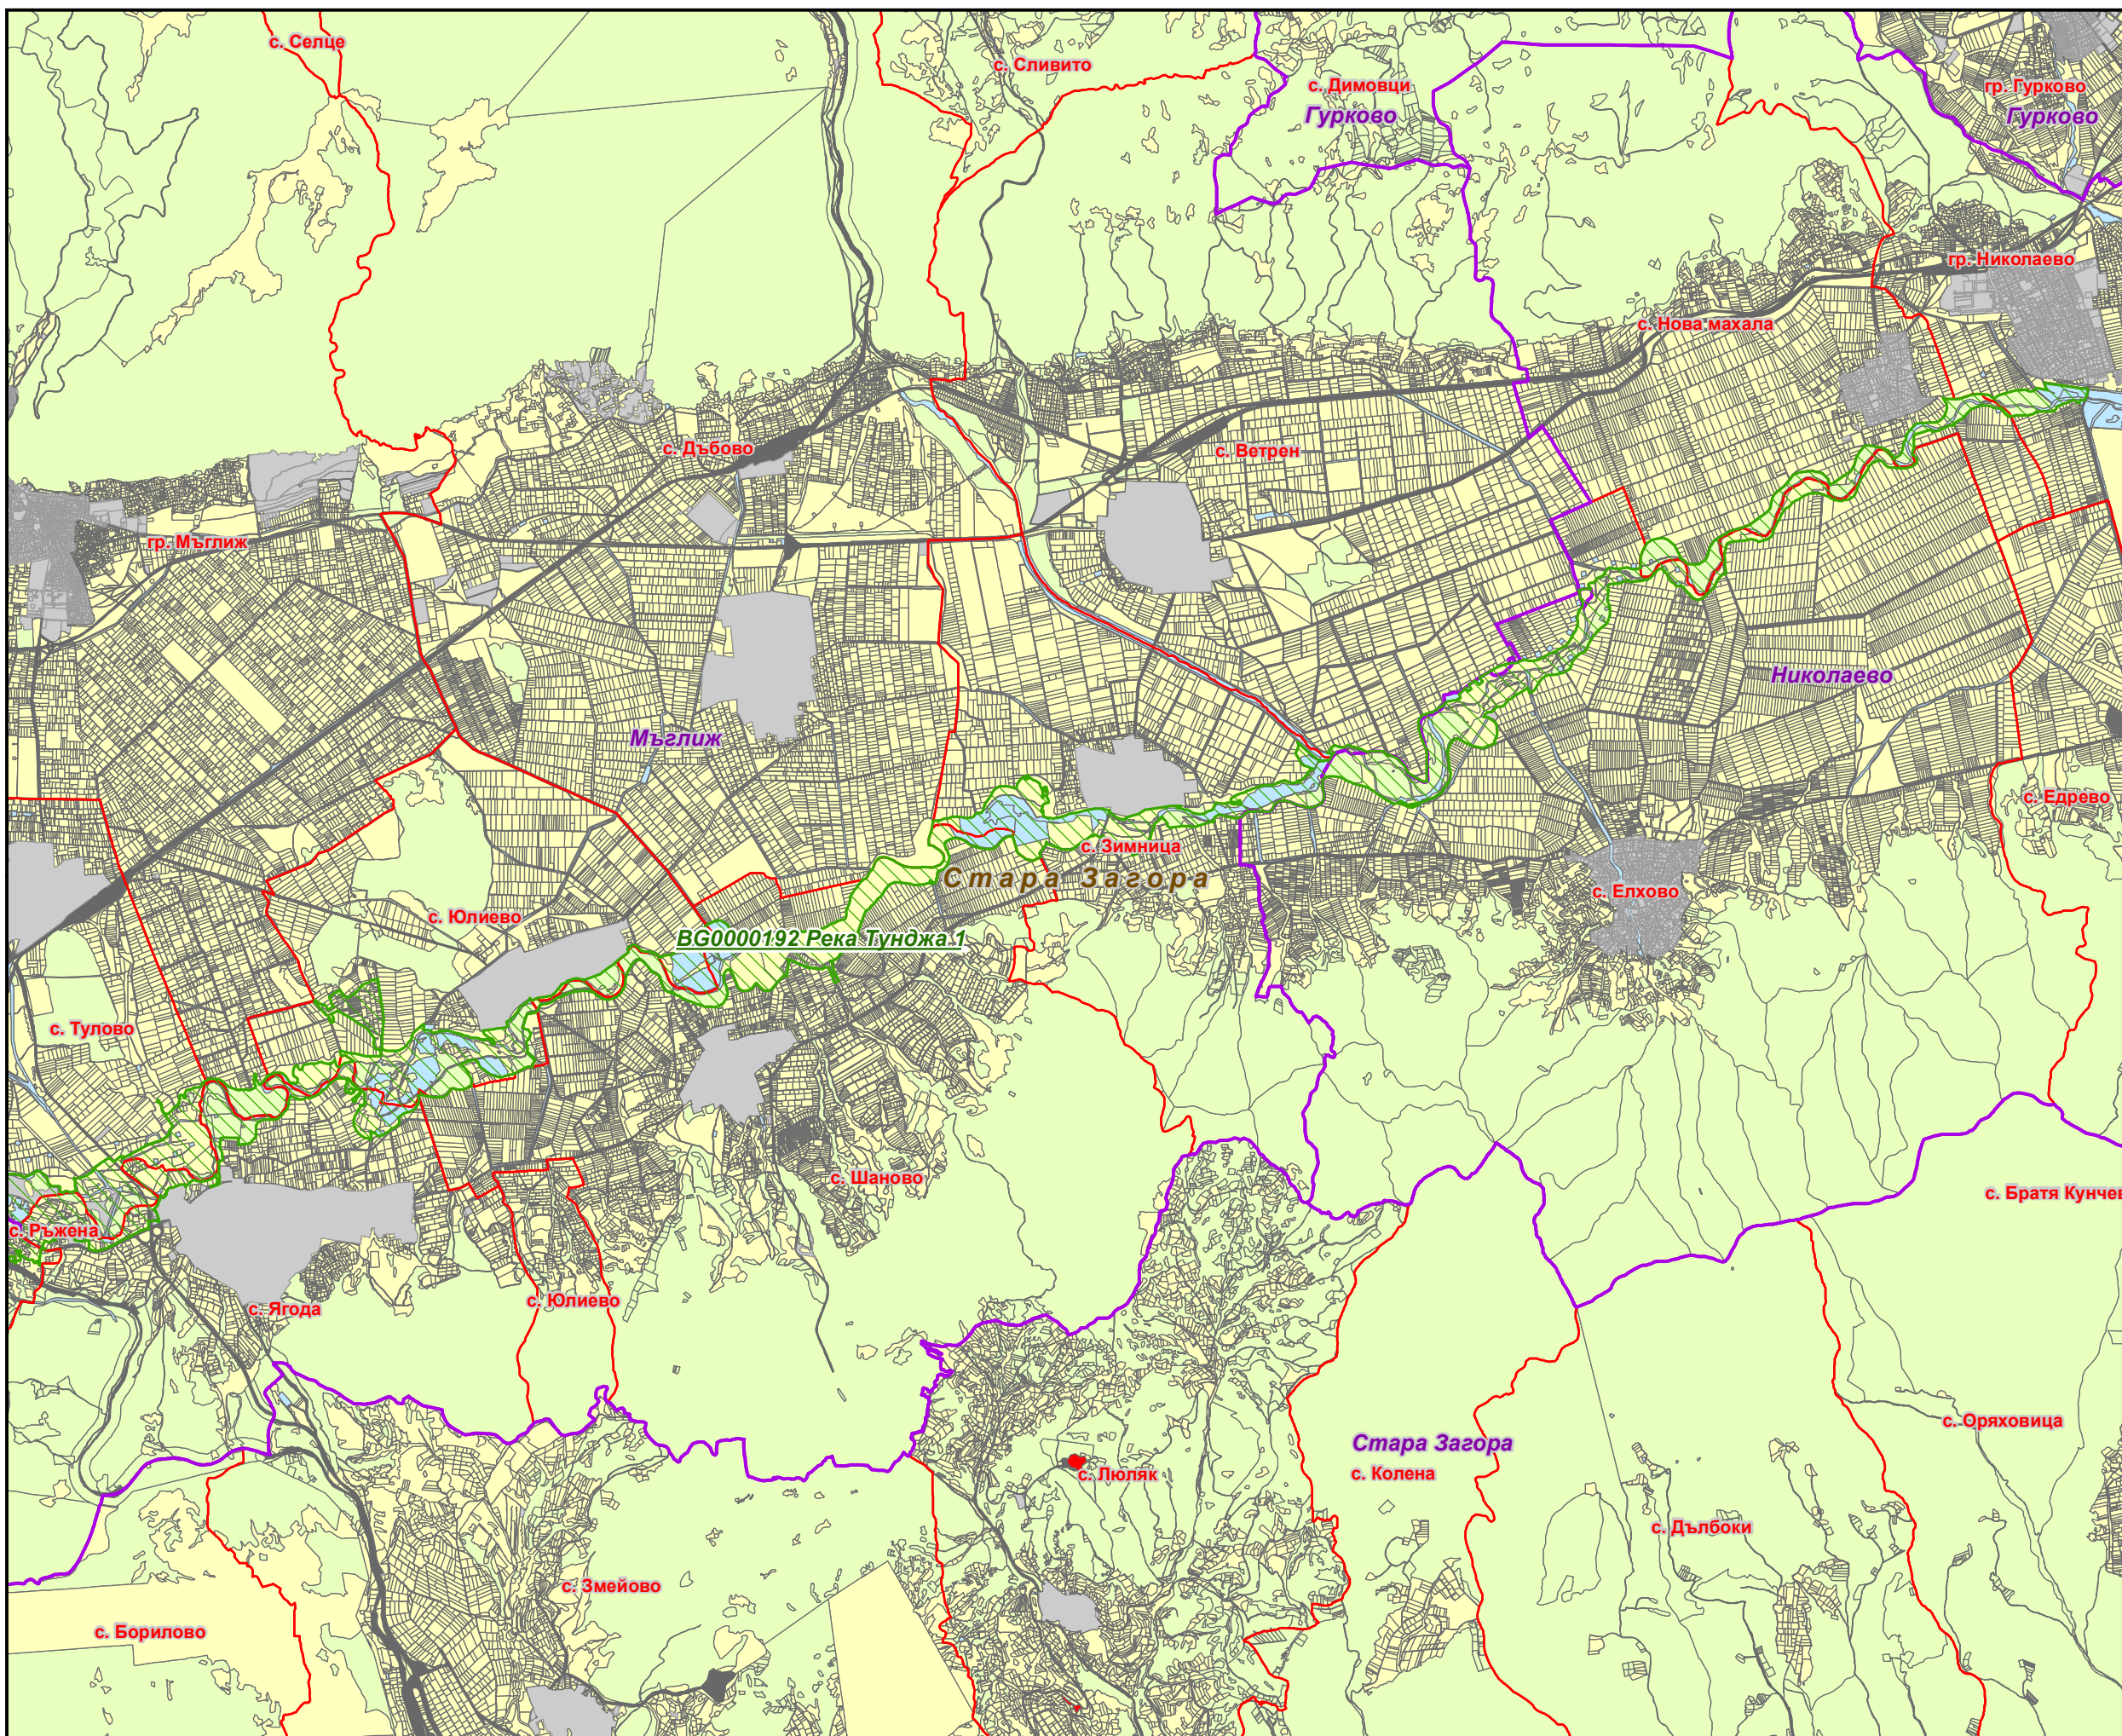 с. Селце
с. Сливито
с. Димовци
Гурково
гр. Гурково
Гурково
гр. Николаево
с. Нова махала
с. Дъбово
с. Ветрен
гр. Мъглиж
Николаево
Мъглиж
с. Едрево
с. Зимница
Стара Загора
с. Елхово
с. Юлиево
BG0000192 Река Тунджа 1
с. Тулово
с. Шаново
с. Братя Кунчев
с. Ръжена
с. Юлиево
с. Ягода
с. Оряховица
Стара Загора
с. Люляк
с. Колена
с. Дълбоки
с. Змейово
с. Борилово